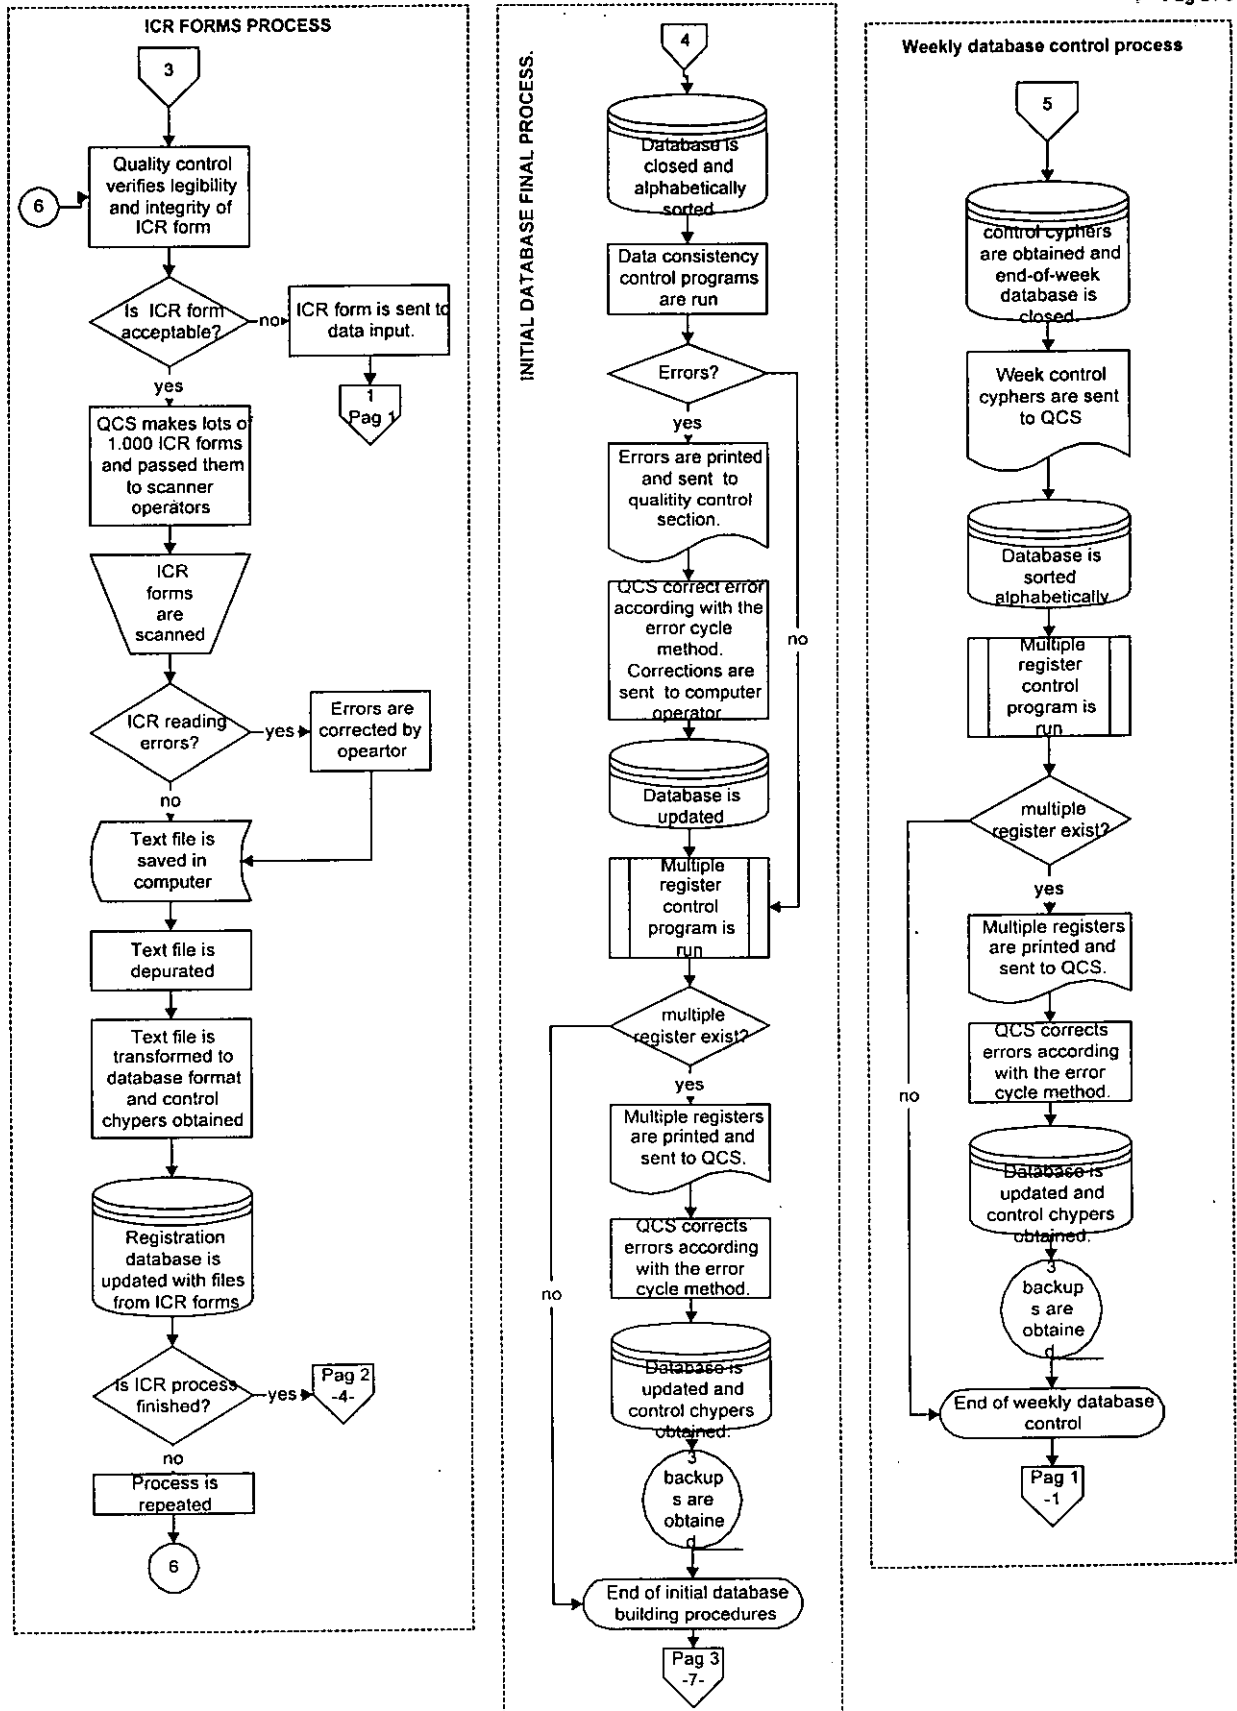 ICR FORMS PROCESS
3
Quality control
verifies legibility
and integrity of
ICR form
6
Is ICR form
acceptable?
no
ICR form is sent to
data input.
1
Pag 1
yes
QCS makes lots of
1.000 ICR forms
and passed them
to scanner
operators
ICR
forms
are
scanned
ICR reading
errors?
yes
Errors are
corrected by
opeartor
no
Text file is
saved in
computer
Text file is
depurated
Text file is
transformed to
database format
and control
chypers obtained
Registration
database is
updated with files
from ICR forms
Is ICR process
finished?
yes
Pag 2
-4-
no
Process is
repeated
6
INITIAL DATABASE FINAL PROCESS.
4
Database is
closed and
alphabetically
sorted
Data consistency
control programs
are run
Errors?
yes
Errors are printed
and sent to
qualitity control
section.
QCS correct error
according with the
error cycle
method.
Corrections are
sent to computer
operator
no
Database is
updated
Multiple
register
control
program is
run
multiple
register exist?
yes
Multiple registers
are printed and
sent to QCS.
QCS corrects
errors according
with the error
cycle method.
no
Database is
updated and
control chypers
obtained.
3
backup
s are
obtaine
d
End of initial database
building procedures
Pag 3
-7-
Weekly database control process
5
control cyphers
are obtained and
end-of-week
database is
closed.
Week control
cyphers are sent
to QCS
Database is
sorted
alphabetically
Multiple
register
control
program is
run
multiple
register exist?
yes
Multiple registers
are printed and
sent to QCS.
QCS corrects
errors according
with the error
cycle method.
no
Database is
updated and
control chypers
obtained.
3
backup
s are
obtaine
d
End of weekly database
control
Pag 1
-1